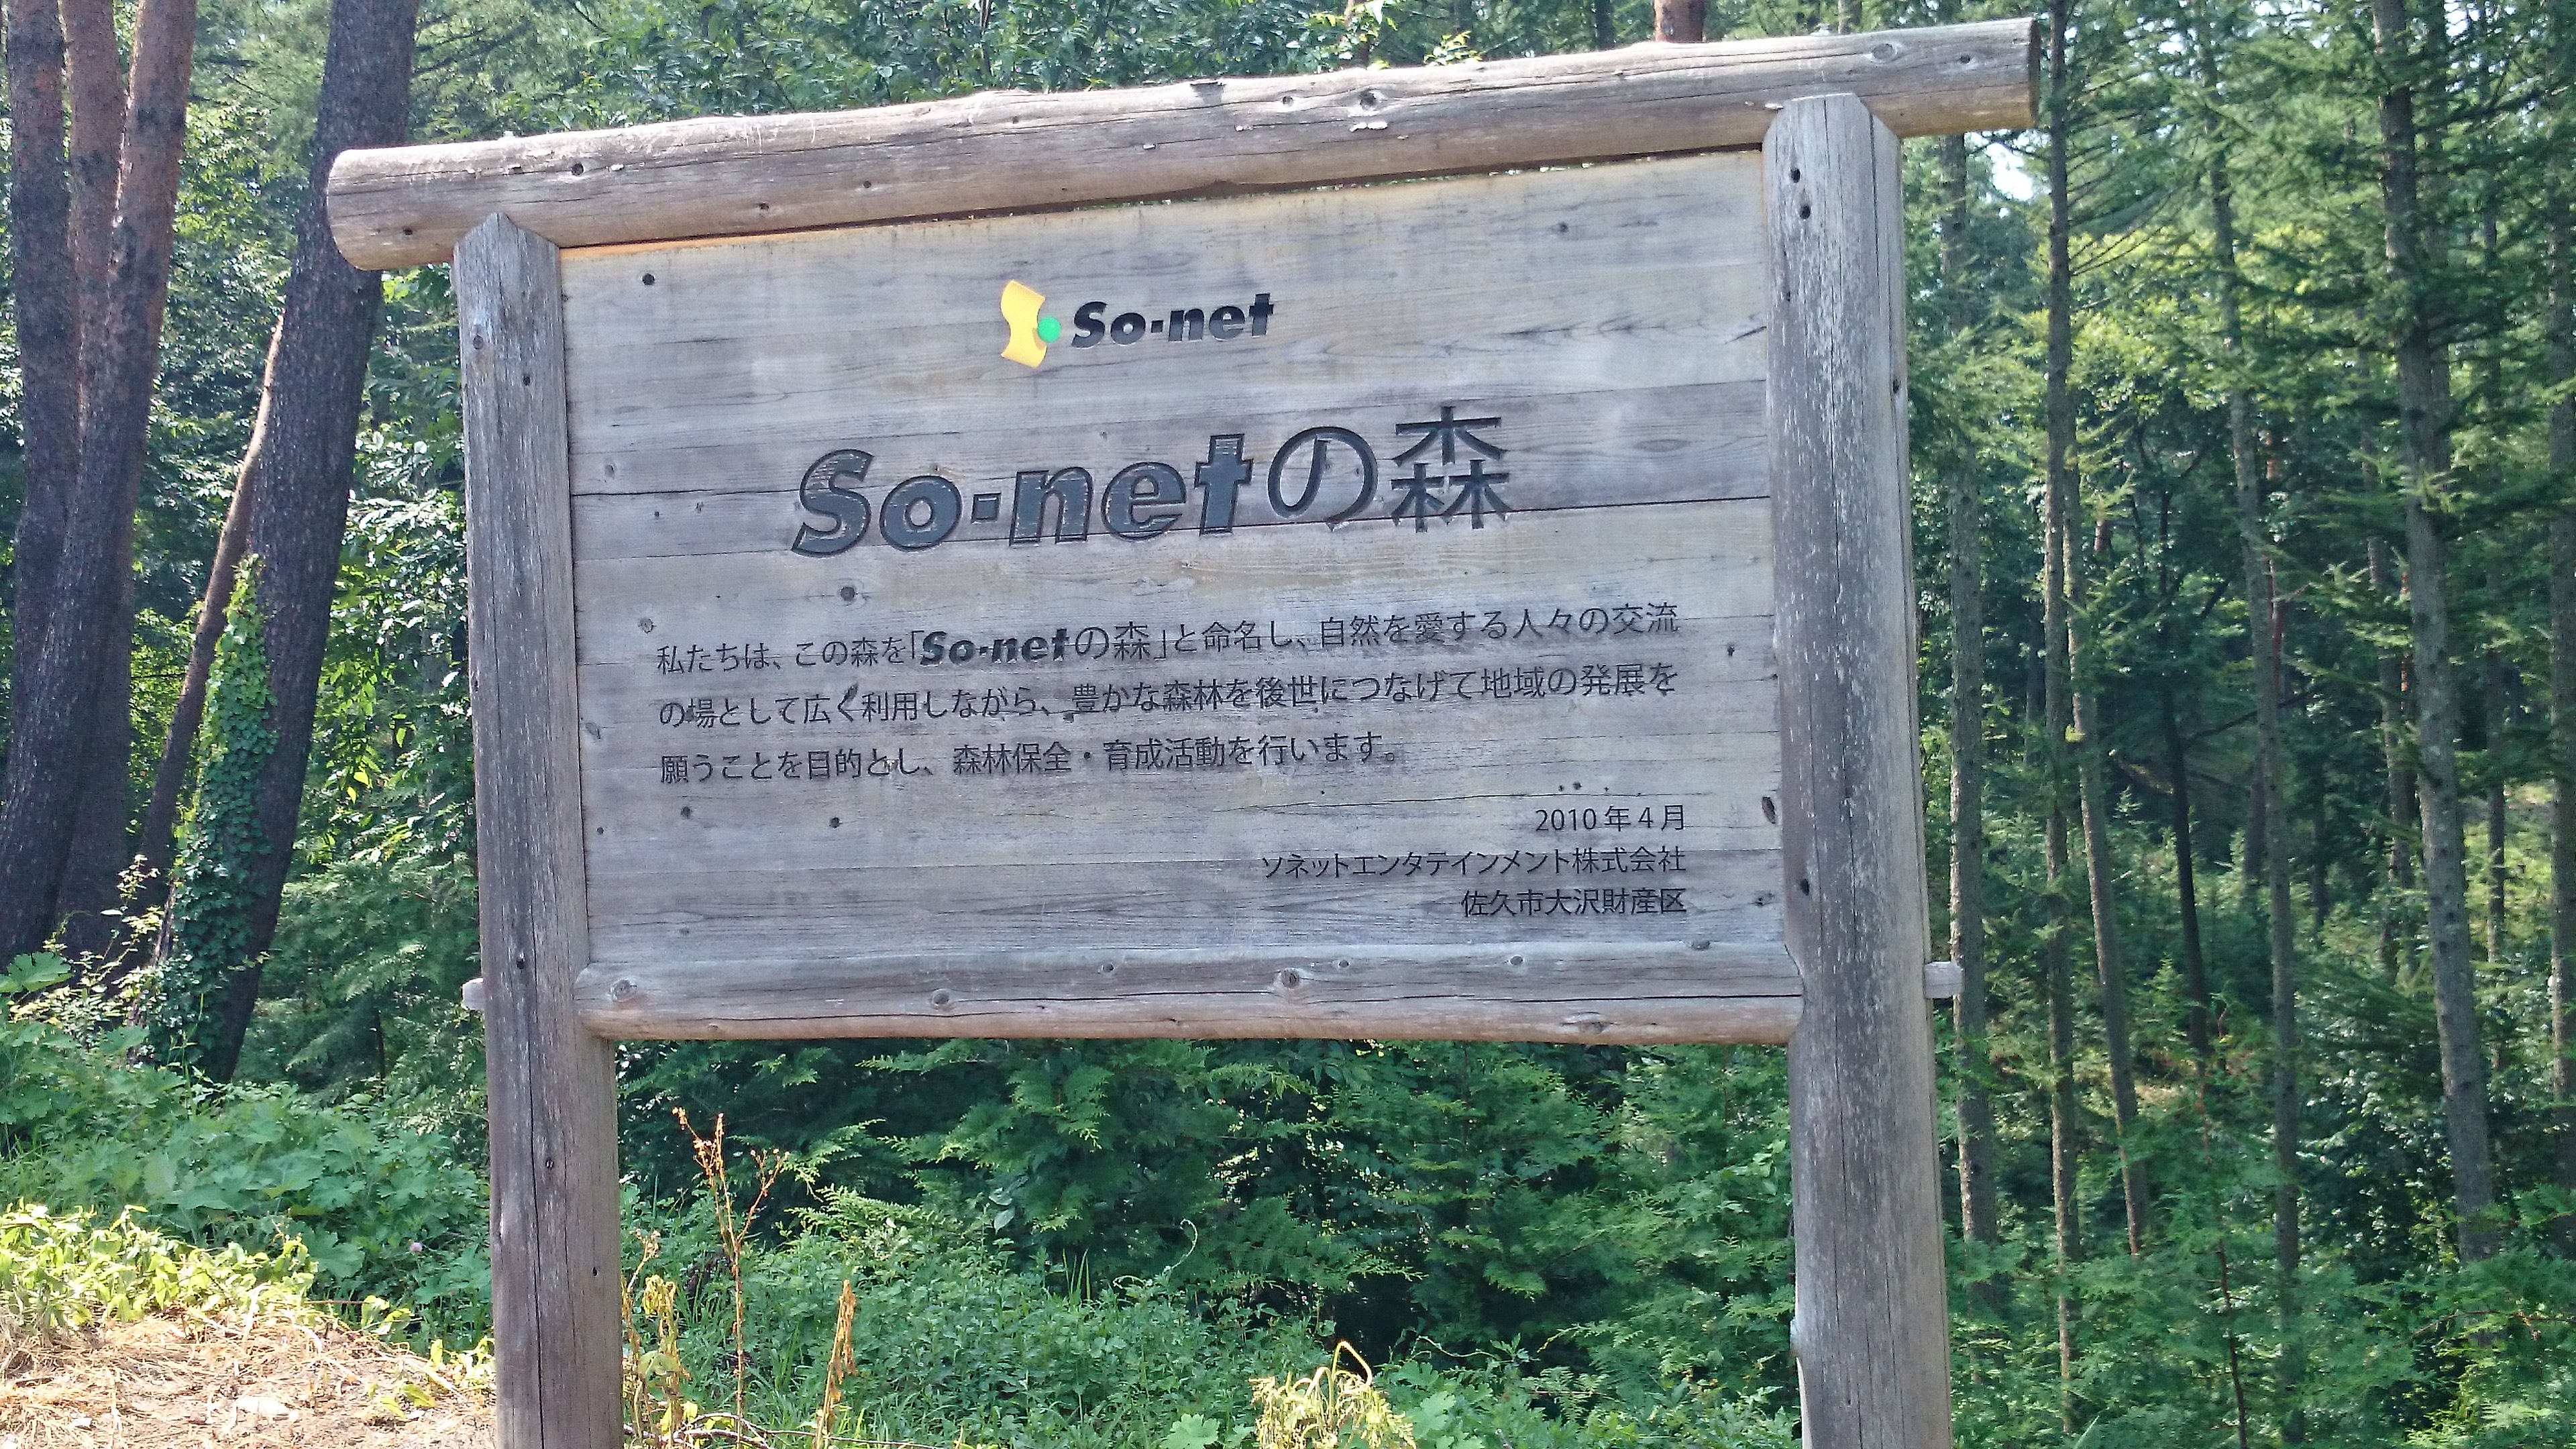 So-net
So-netの森
私たちは、この森を「So-netの森」と命名し、自然を愛する人々の交流
の場として広く利用しながら、豊かな森林を後世につなげて地域の発展を
願うことを目的とし、森林保全・育成活動を行います。
2010年4月
ソネットエンタテインメント株式会社
佐久市大沢財産区